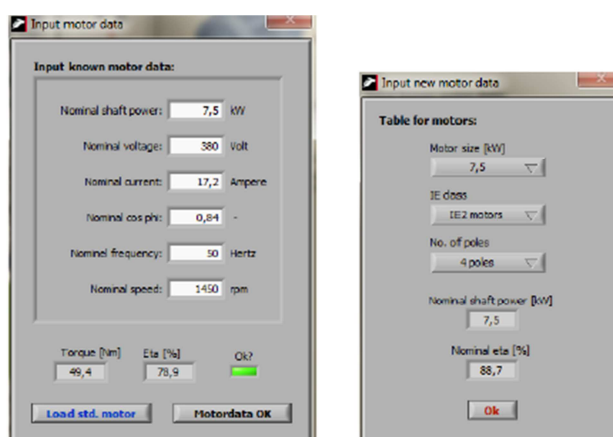 Input motor data
Input known motor data:
Nominal shaft power: 7,5 kW
Nominal voltage: 380 Volt
Nominal current: 17,2 Ampere
Nominal cos phi: 0,84 -
Nominel frequency: 50 Hertz
Nominal speed: 1450 rpm
Torque [Nm] Eta [%] Ok?
49,4 78,9
Load std. motor Motordata OK
Input new motor data
Table for motors:
Motor size [kW]
7,5
IE class
IE2 motors
No. of poles
4 poles
Nominal shaft power [kW]
7,5
Nominal eta [%]
88,7
Ok